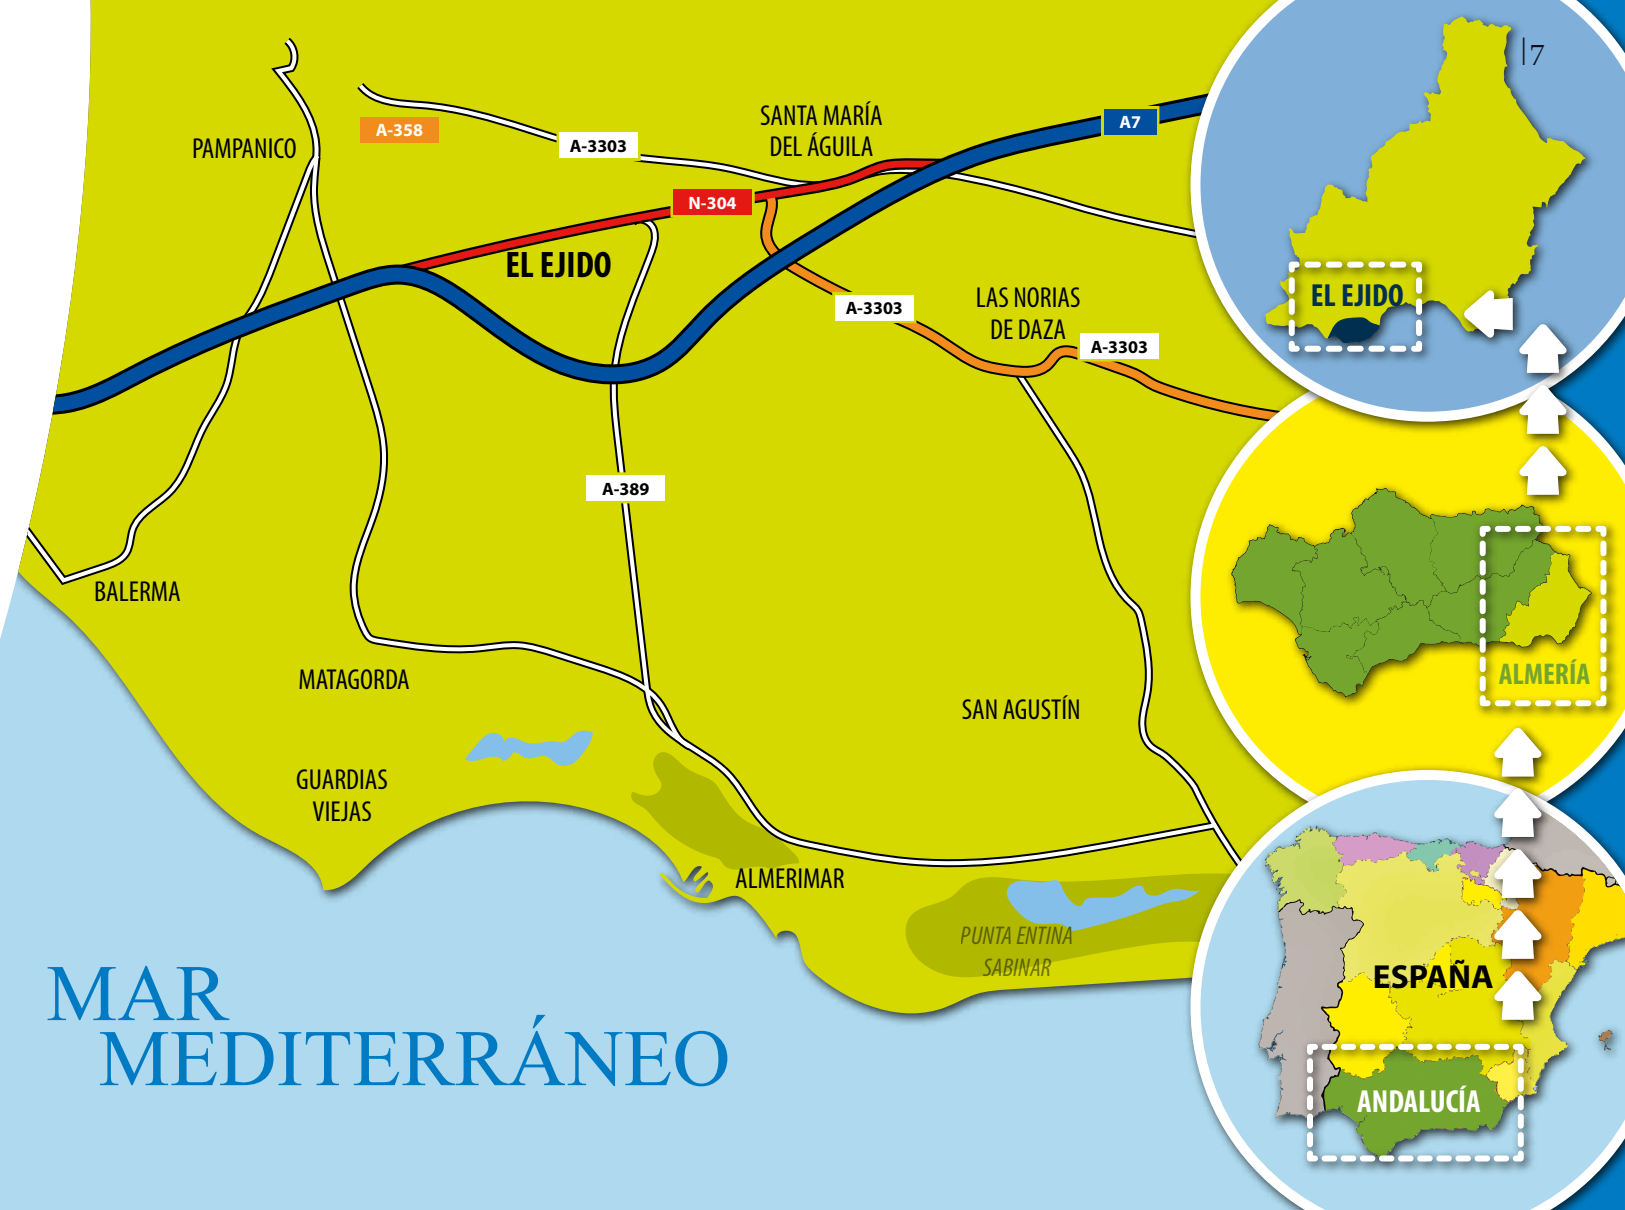 |7
SANTA MARÍA
DEL ÁGUILA
A7
A-358
PAMPANICO
A-3303
N-304
EL EJIDO
EL EJIDO
A-3303
LAS NORIAS
DE DAZA
A-3303
A-389
BALERMA
MATAGORDA
ALMERÍA
SAN AGUSTÍN
GUARDIAS
VIEJAS
ALMERIMAR
PUNTA ENTINA
SABINAR
ESPAÑA
MAR
MEDITERRÁNEO
ANDALUCÍA